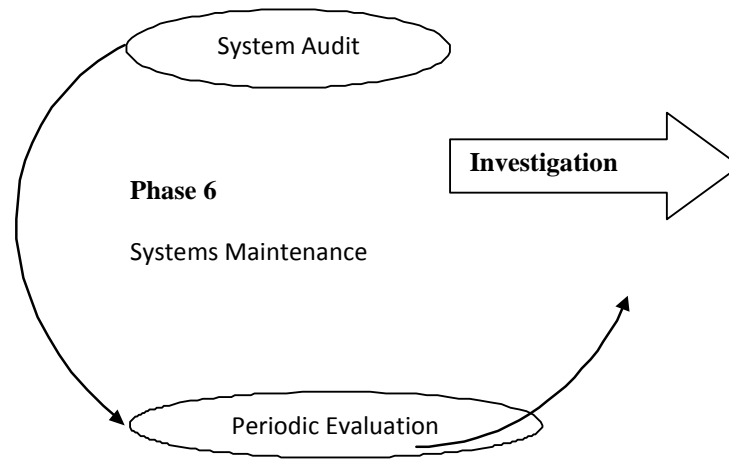 System Audit
Investigation
Phase 6
Systems Maintenance
Periodic Evaluation